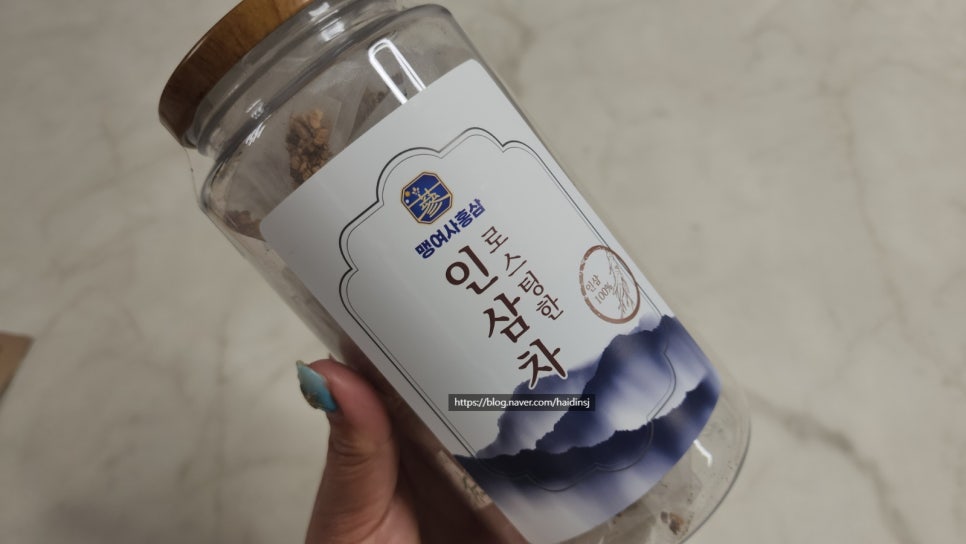 蔘
맹여사홍삼
로스팅한
인삼차
인삼
100%
https://blog.naver.com/haidinsj